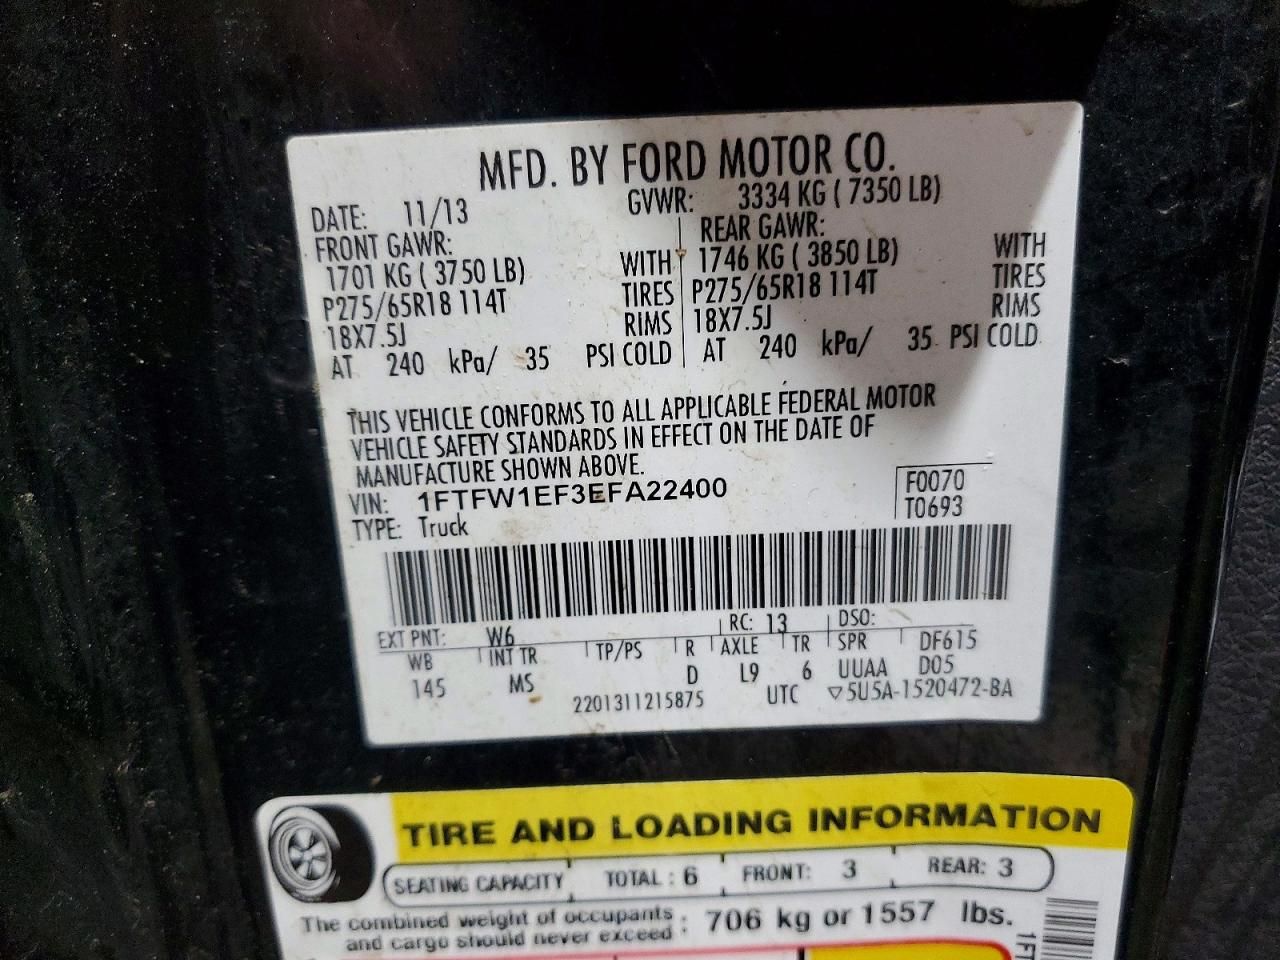 MFD. BY FORD MOTOR CO.
DATE: 11/13 GVWR: 3334 KG ( 7350 LB)
FRONT GAWR: REAR GAWR:
1701 KG ( 3750 LB) WITH 1746 KG ( 3850 LB) WITH
P275/65R18 114T TIRES P275/65R18 114T TIRES
18X7.5J RIMS 18X7.5J RIMS
AT 240 kPa/ 35 PSI COLD AT 240 kPa/ 35 PSI COLD
THIS VEHICLE CONFORMS TO ALL APPLICABLE FEDERAL MOTOR
VEHICLE SAFETY STANDARDS IN EFFECT ON THE DATE OF
MANUFACTURE SHOWN ABOVE.
VIN: 1FTFW1EF3EFA22400 F0070
TYPE: Truck T0693
EXT PNT: W6 RC: 13 DSO:
WB INT TR TP/PS R AXLE TR SPR DF615
145 MS D L9 6 UUAA D05
2201311215875 UTC ▽5U5A-1520472-BA
TIRE AND LOADING INFORMATION
SEATING CAPACITY TOTAL : 6 FRONT: 3 REAR: 3
The combined weight of occupants : 706 kg or 1557 lbs.
and cargo should never exceed :
1FT